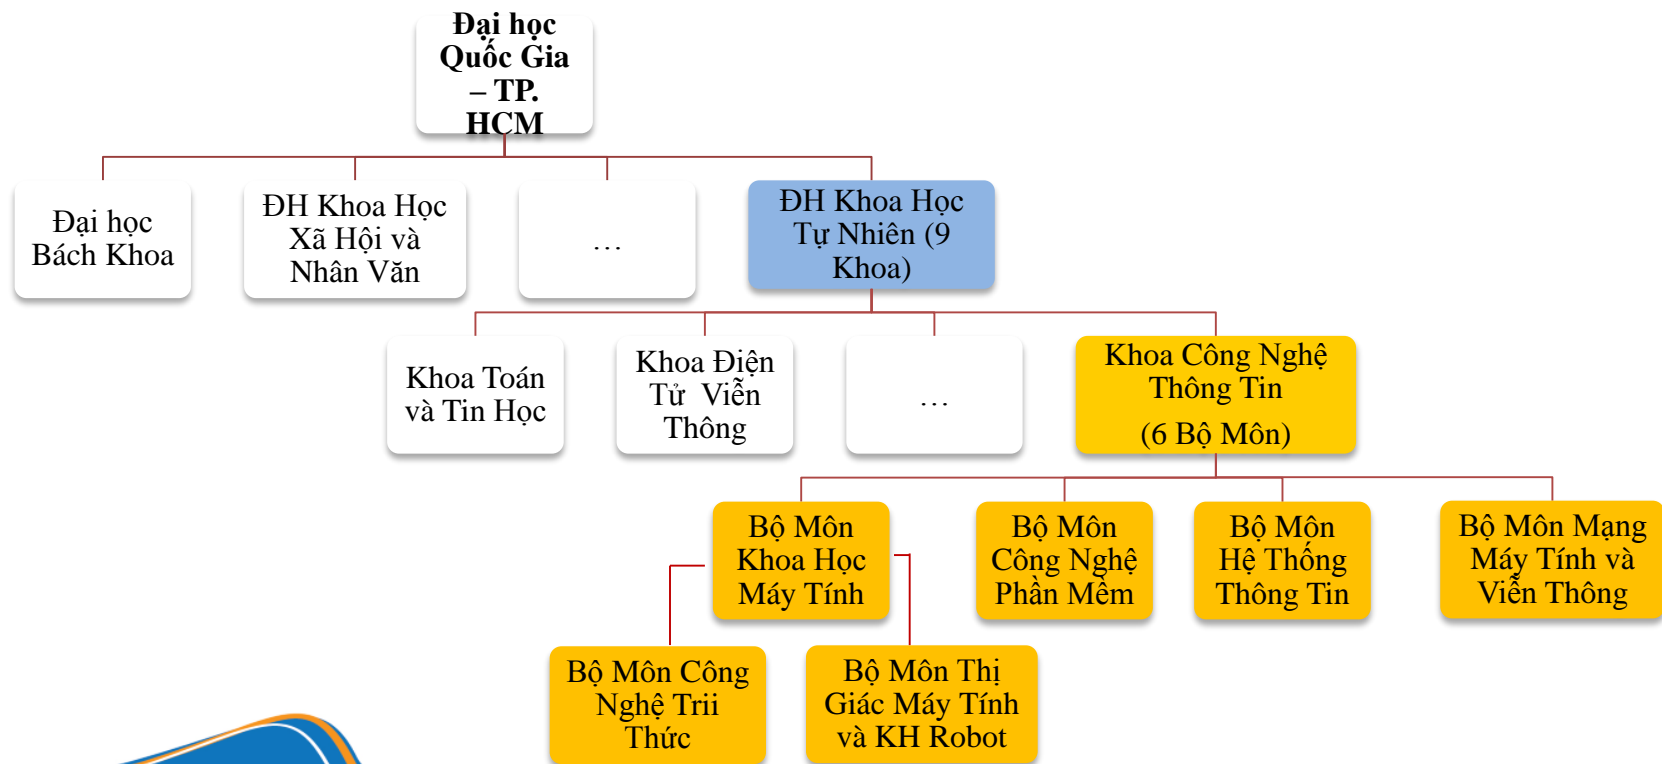 Đại học
Quốc Gia
– TP.
HCM
Đại học
Bách Khoa
ĐH Khoa Học
Xã Hội và
Nhân Văn
…
ĐH Khoa Học
Tự Nhiên (9
Khoa)
Khoa Toán
và Tin Học
Khoa Điện
Tử Viễn
Thông
…
Khoa Công Nghệ
Thông Tin
(6 Bộ Môn)
Bộ Môn
Khoa Học
Máy Tính
Bộ Môn
Công Nghệ
Phần Mềm
Bộ Môn
Hệ Thống
Thông Tin
Bộ Môn Mạng
Máy Tính và
Viễn Thông
Bộ Môn Công
Nghệ Trii
Thức
Bộ Môn Thị
Giác Máy Tính
và KH Robot